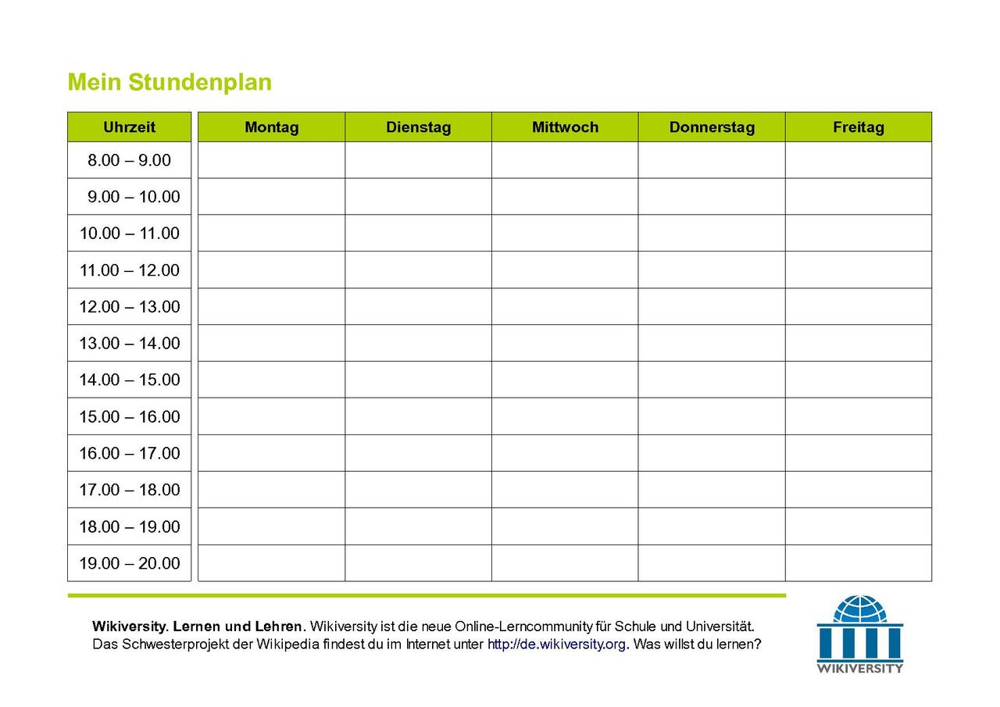 Mein Stundenplan
Uhrzeit Montag Dienstag Mittwoch Donnerstag Freitag
8.00 – 9.00
9.00 – 10.00
10.00 – 11.00
11.00 – 12.00
12.00 – 13.00
13.00 – 14.00
14.00 – 15.00
15.00 – 16.00
16.00 – 17.00
17.00 – 18.00
18.00 – 19.00
19.00 – 20.00
Wikiversity. Lernen und Lehren. Wikiversity ist die neue Online-Lerncommunity für Schule und Universität.
Das Schwesterprojekt der Wikipedia findest du im Internet unter http://de.wikiversity.org. Was willst du lernen?
WIKIVERSITY